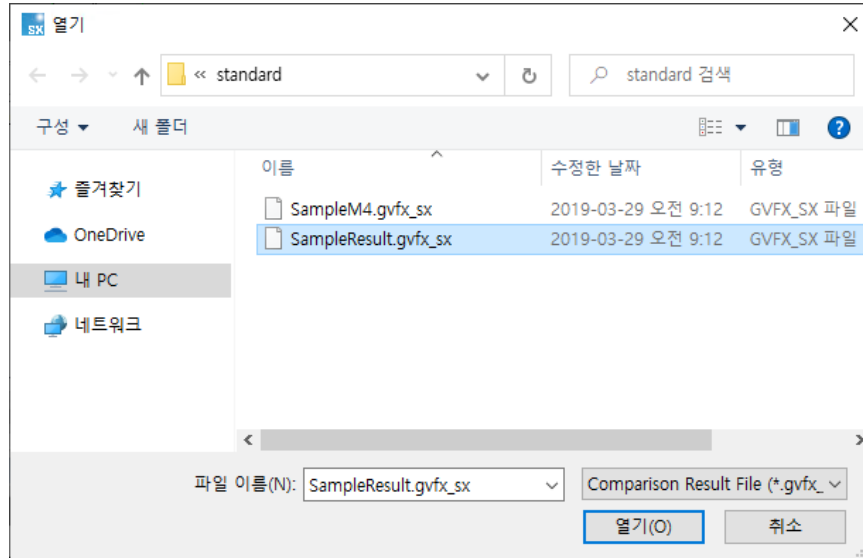 sx 열기
« standard
standard 검색
구성 새 폴더
이름 수정한 날짜 유형
즐겨찾기
OneDrive
내 PC
네트워크
SampleM4.gvfx_sx 2019-03-29 오전 9:12 GVFX_SX 파일
SampleResult.gvfx_sx 2019-03-29 오전 9:12 GVFX_SX 파일
파일 이름(N): SampleResult.gvfx_sx Comparison Result File (*.gvfx_
열기(O) 취소